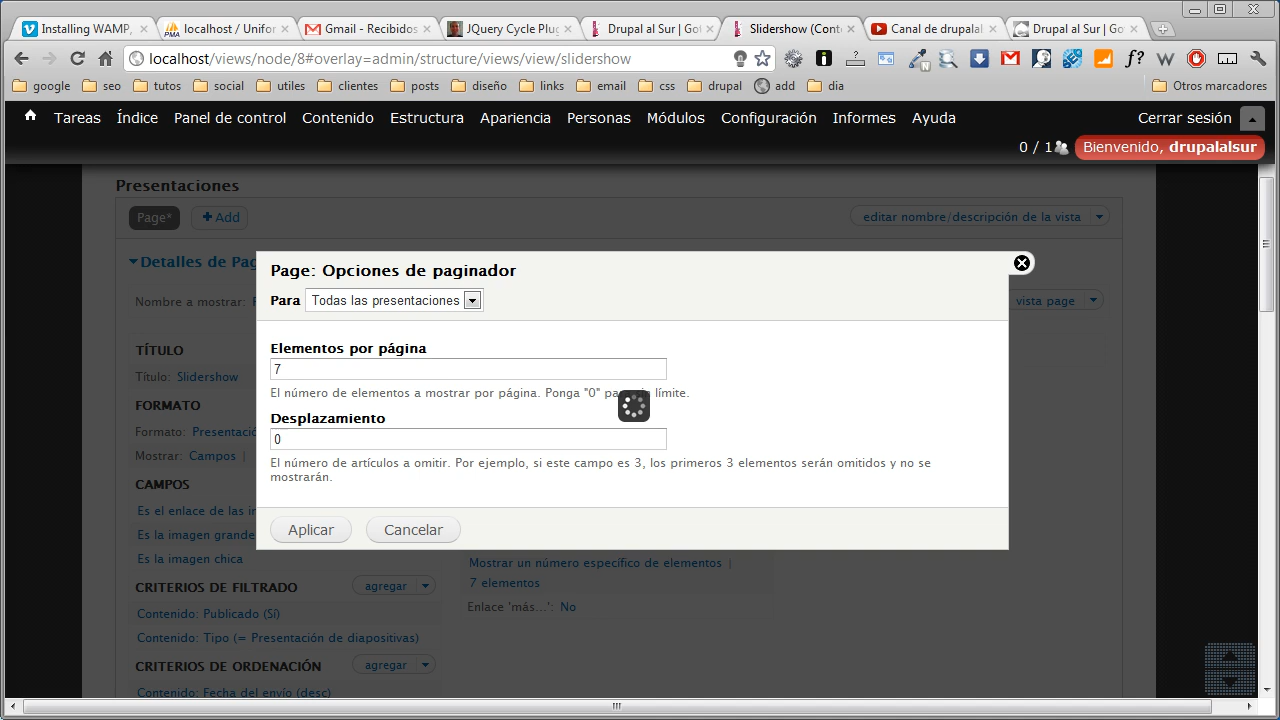 Installing WAMP,
localhost / Unifor
Gmail - Recibidos
JQuery Cycle Plug
Drupal al Sur | Got
Slidershow (Cont
Canal de drupalal
Drupal al Sur | Go
localhost/views/node/8#overlay=admin/structure/views/view/slidershow
google seo tutos social utiles clientes posts diseño links email css drupal add dia Otros marcadores
Tareas Índice Panel de control Contenido Estructura Apariencia Personas Módulos Configuración Informes Ayuda Cerrar sesión
0 / 1 Bienvenido, drupalalsur
Presentaciones
Page* Add editar nombre/descripción de la vista
Detalles de Pag
Page: Opciones de paginador
Para Todas las presentaciones
Nombre a mostrar: vista page
Elementos por página
7
El número de elementos a mostrar por página. Ponga "0" límite.
Desplazamiento
0
El número de artículos a omitir. Por ejemplo, si este campo es 3, los primeros 3 elementos serán omitidos y no se
mostrarán.
Aplicar Cancelar
TÍTULO
Título: Slidershow
FORMATO
Formato: Presentació
Mostrar: Campos |
CAMPOS
Es el enlace de las im
Es la imagen grande
Es la imagen chica
CRITERIOS DE FILTRADO agregar
Contenido: Publicado (Sí)
Contenido: Tipo (= Presentación de diapositivas)
CRITERIOS DE ORDENACIÓN agregar
Contenido: Fecha del envío (desc)
Mostrar un número específico de elementos |
7 elementos
Enlace 'más...': No